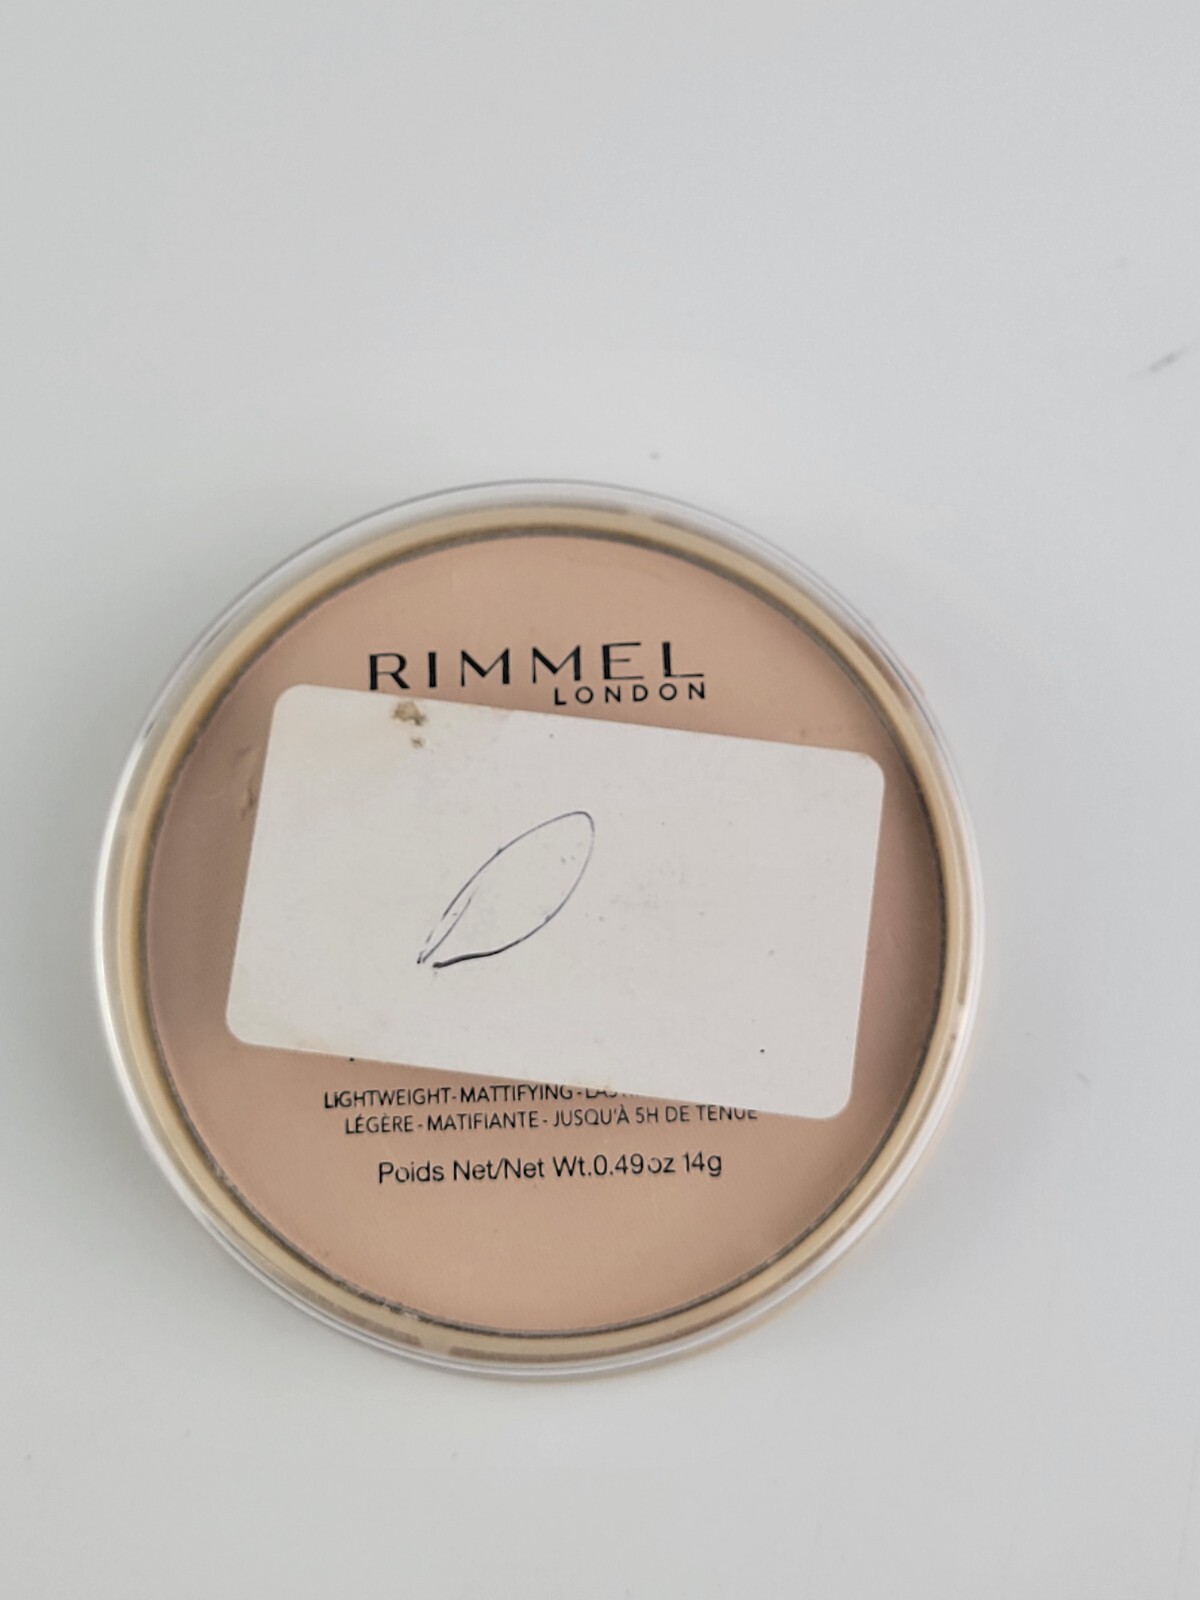 RIMMEL
LONDON
LIGHTWEIGHT-MATTIFYING-
LÉGÈRE-MATIFIANTE-JUSQU'À 5H DE TENUE
Poids Net/Net Wt.0.49oz 14g